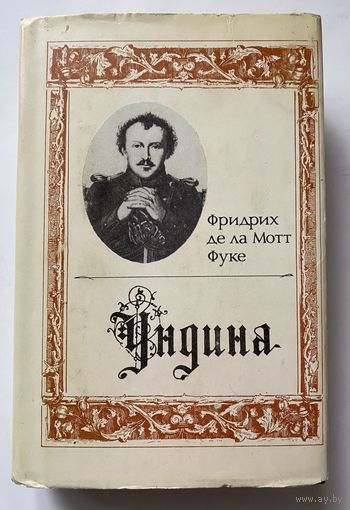 Фридрих
де ла Мотт
Фуке
Ундина
www.ay.by